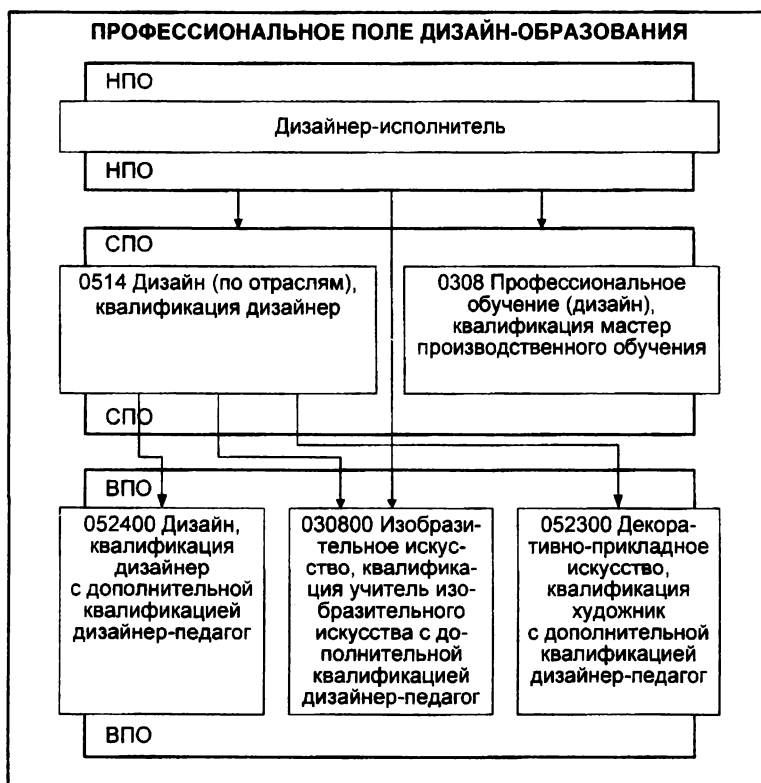 ПРОФЕССИОНАЛЬНОЕ ПОЛЕ ДИЗАЙН-ОБРАЗОВАНИЯ
НПО
Дизайнер-исполнитель
НПО
СПО
0514 Дизайн (по отраслям),
квалификация дизайнер
0308 Профессиональное
обучение (дизайн),
квалификация мастер
производственного обучения
СПО
ВПО
052400 Дизайн,
квалификация
дизайнер
с дополнительной
квалификацией
дизайнер-педагог
030800 Изобрази-
тельное искус-
ство, квалифика-
ция учитель изо-
бразительного
искусства с до-
полнительной
квалификацией
дизайнер-педагог
052300 Декора-
тивно-прикладное
искусство,
квалификация
художник
с дополнительной
квалификацией
дизайнер-педагог
ВПО